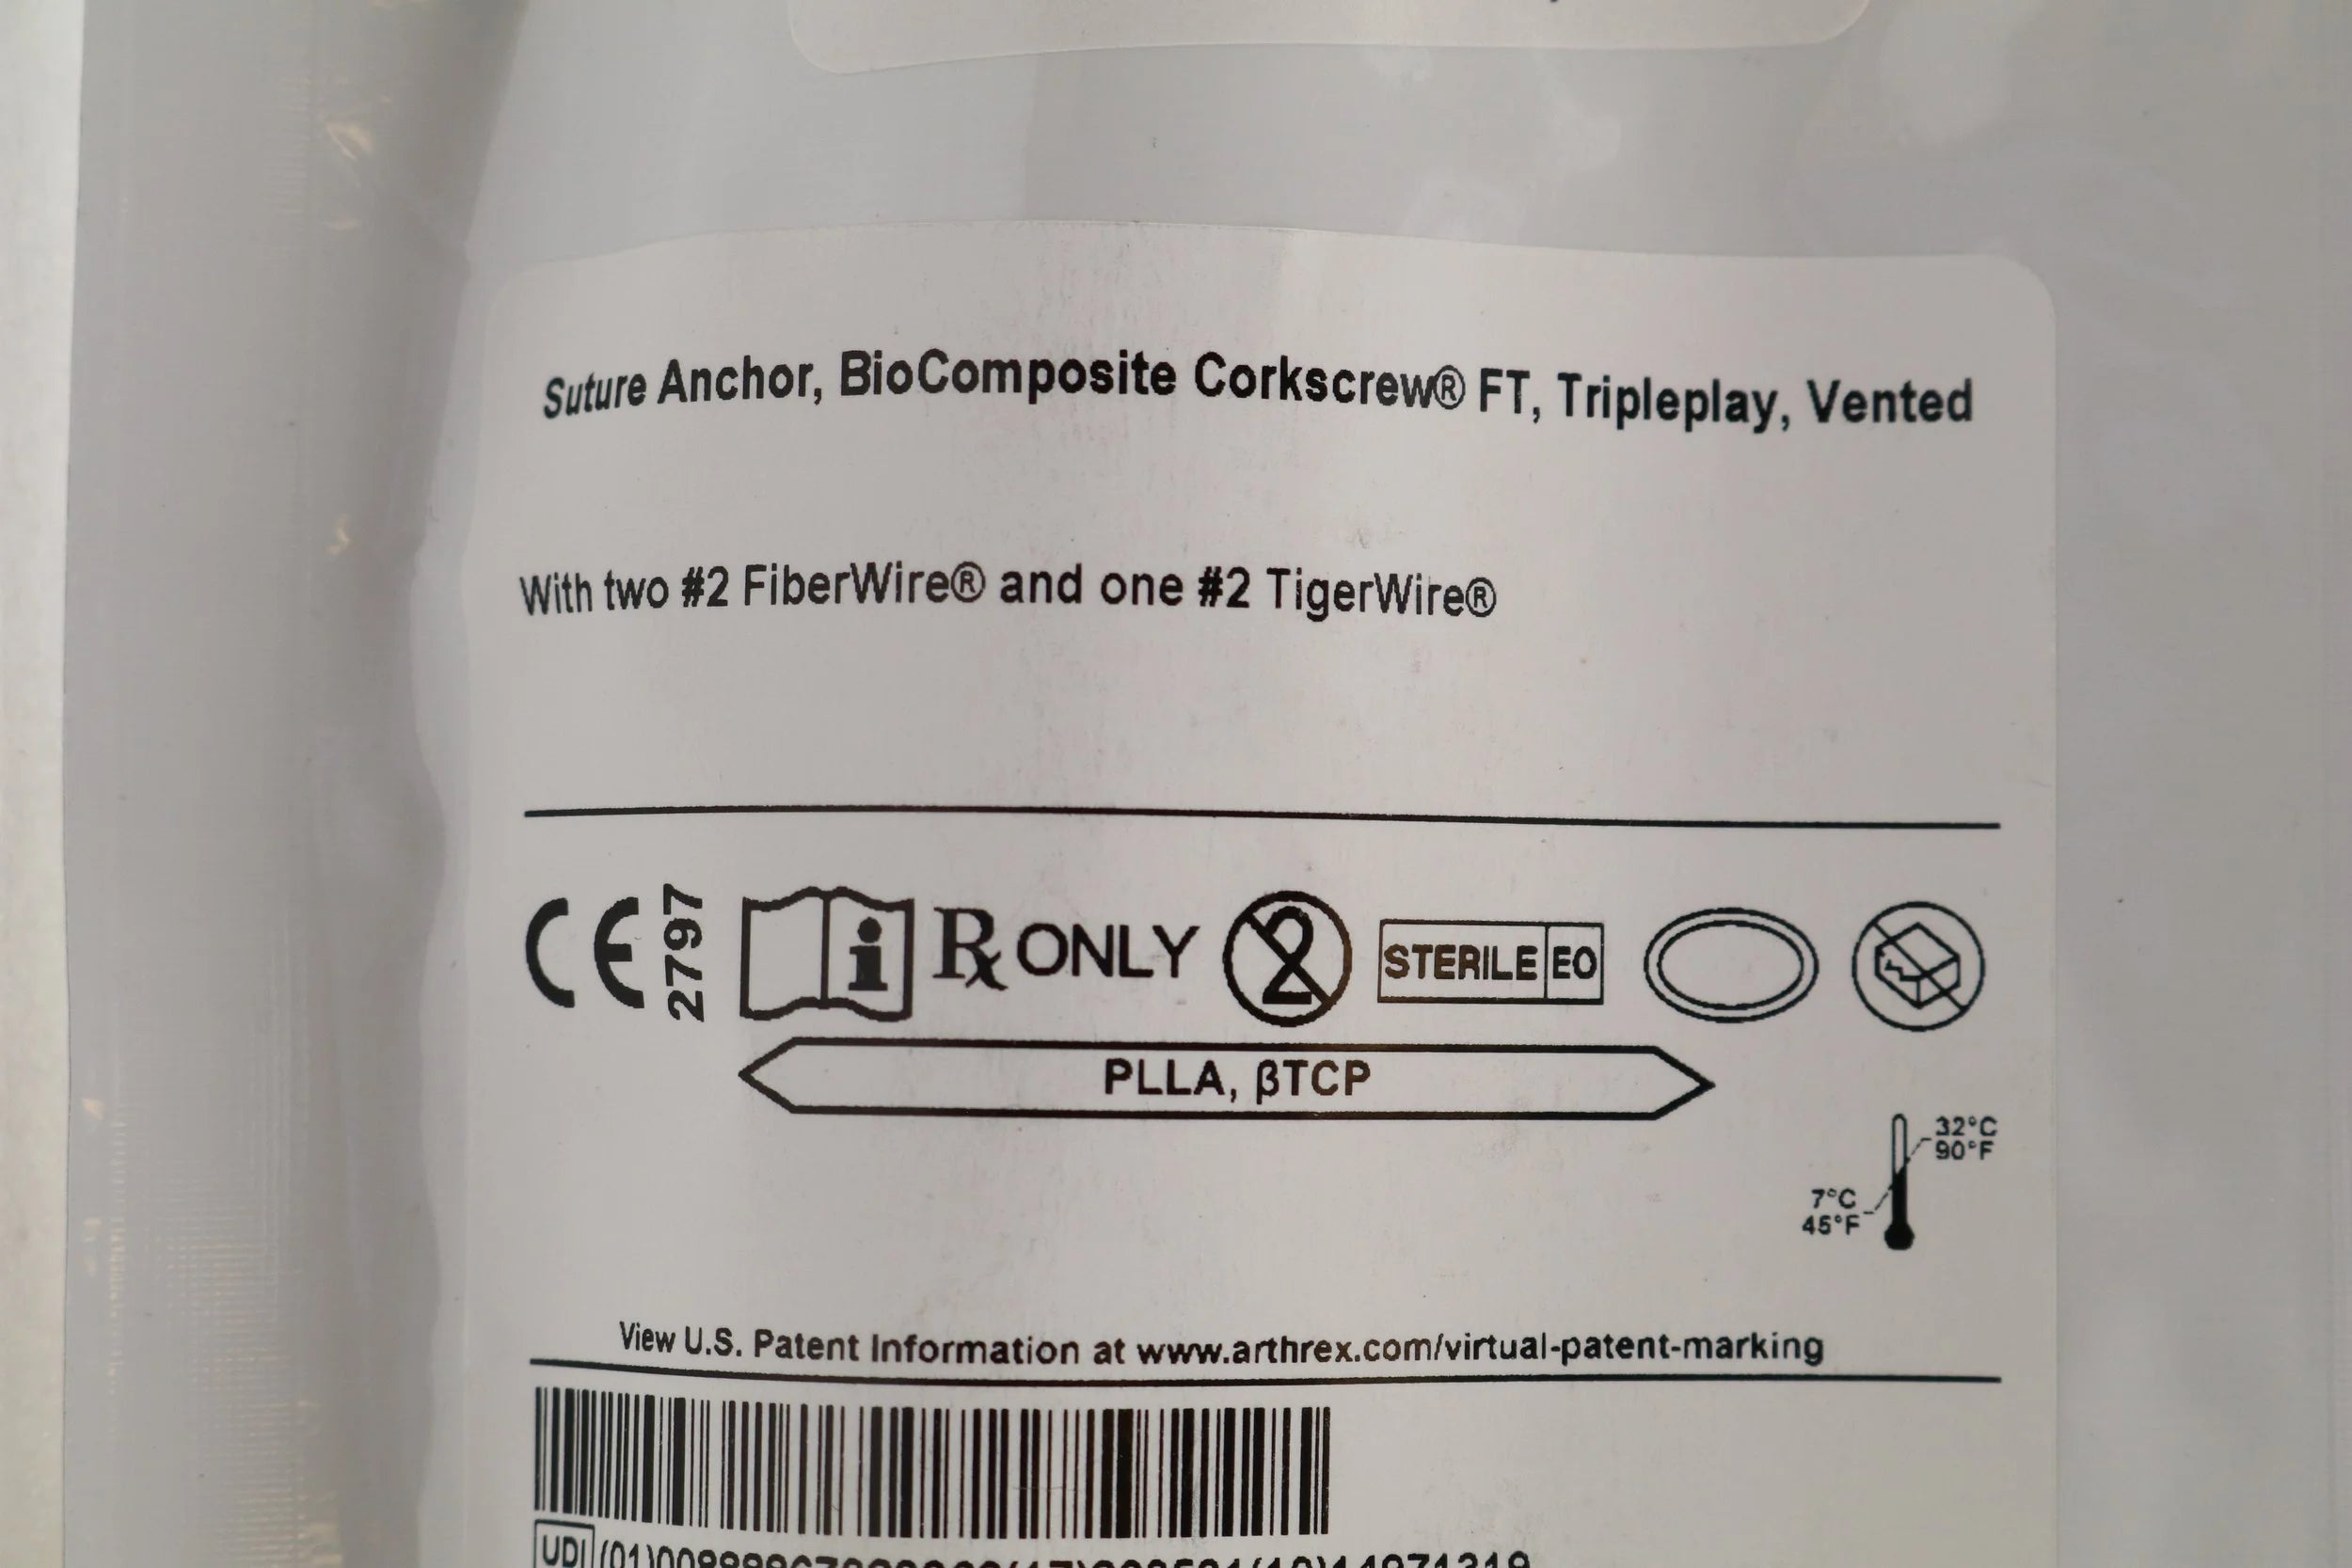 Suture Anchor, BioComposite Corkscrew® FT, Tripleplay, Vented
With two #2 FiberWire® and one #2 TigerWire®
CE 2797
i
Rx ONLY
2
STERILE EO
PLLA, βTCP
32°C
90°F
7°C
45°F
View U.S. Patent Information at www.arthrex.com/virtual-patent-marking
UDI